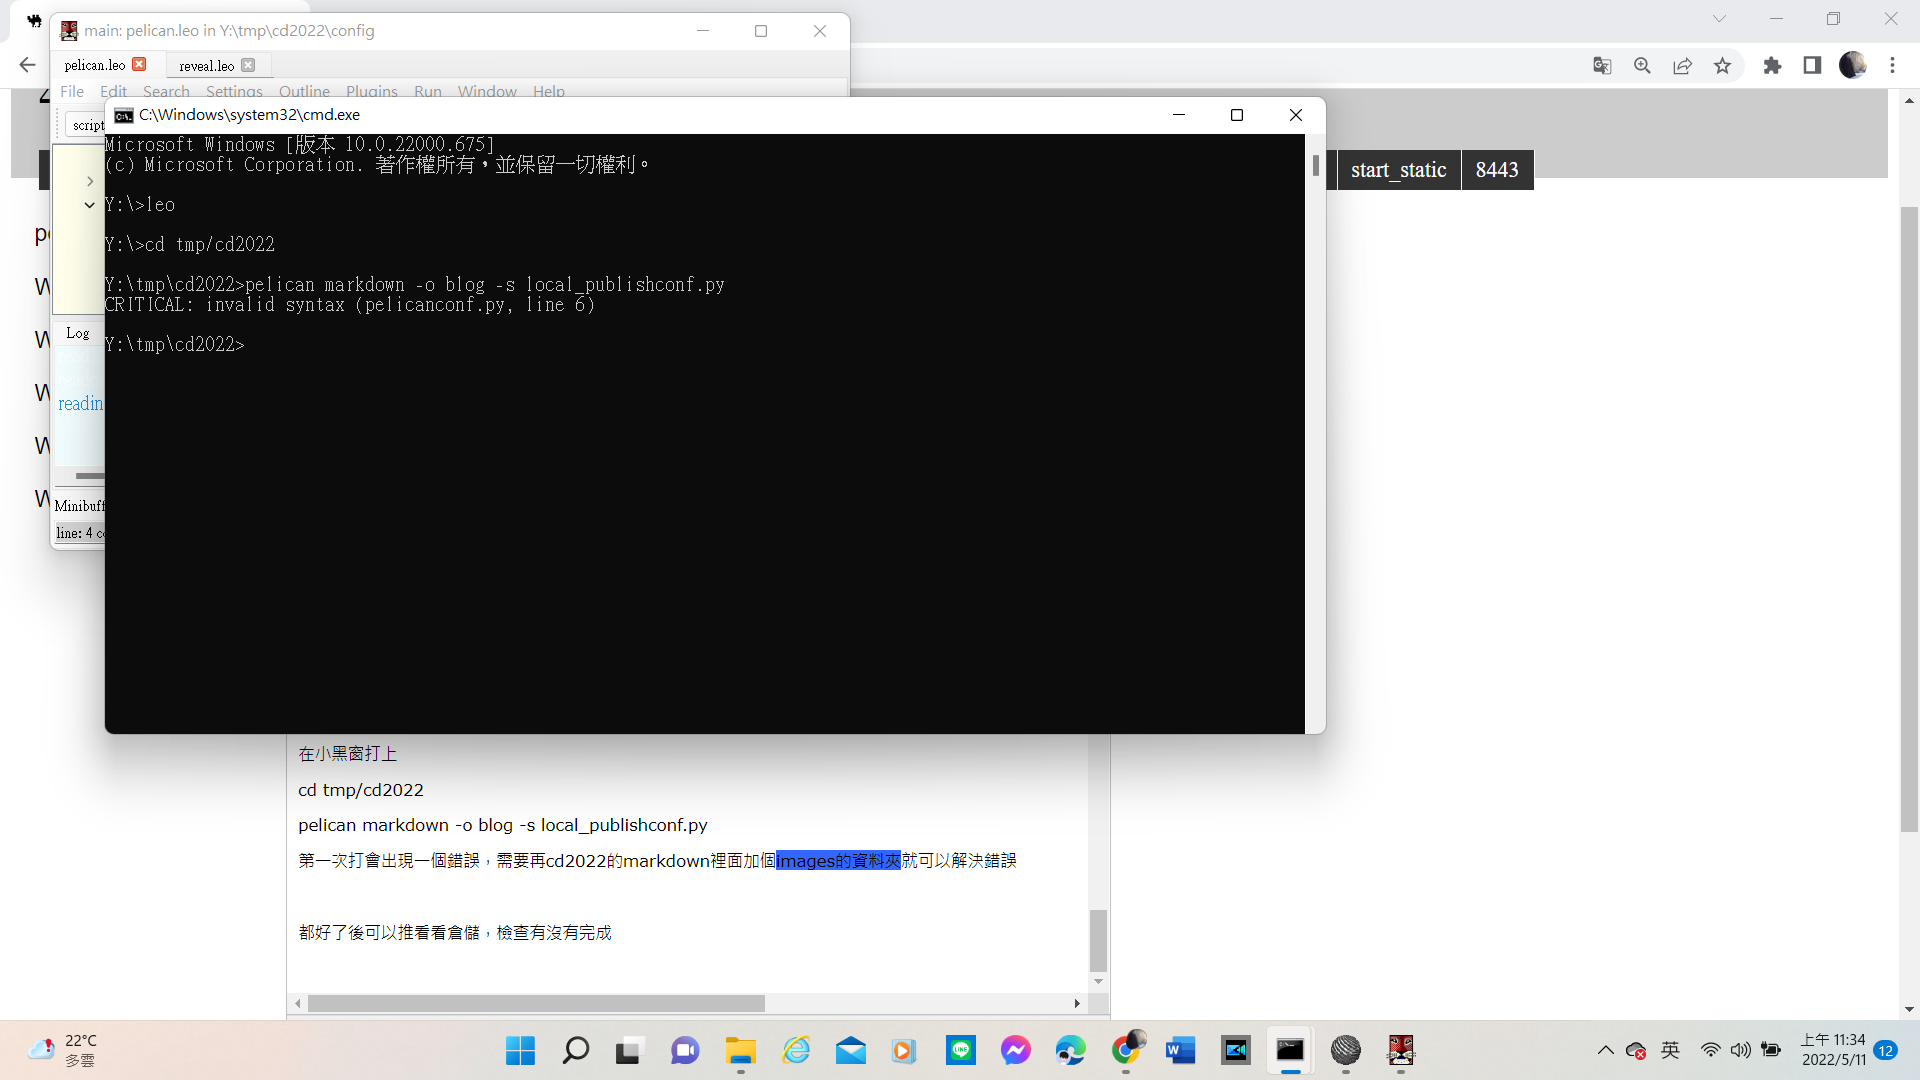 main: pelican.leo in Y:\tmp\cd2022\config
pelican.leo
reveal.leo
File Edit Search Settings Outline Plugins Run Window Help
script
C:\Windows\system32\cmd.exe
Microsoft Windows [版本 10.0.22000.675]
(c) Microsoft Corporation. 著作權所有，並保留一切權利。
Y:\>leo
Y:\>cd tmp/cd2022
Y:\tmp\cd2022>pelican markdown -o blog -s local_publishconf.py
CRITICAL: invalid syntax (pelicanconf.py, line 6)
Y:\tmp\cd2022>
start_static 8443
Log
readin
Minibuff
line: 4 c
W
W
W
W
W
在小黑窗打上
cd tmp/cd2022
pelican markdown -o blog -s local_publishconf.py
第一次打會出現一個錯誤，需要再cd2022的markdown裡面加個images的資料夾就可以解決錯誤
都好了後可以推看看倉儲，檢查有沒有完成
22°C
多雲
LINE
英
上午 11:34
2022/5/11
12